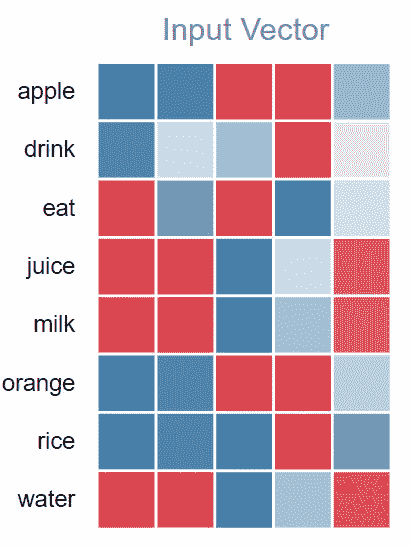 Input Vector
apple
drink
eat
juice
milk
orange
rice
water